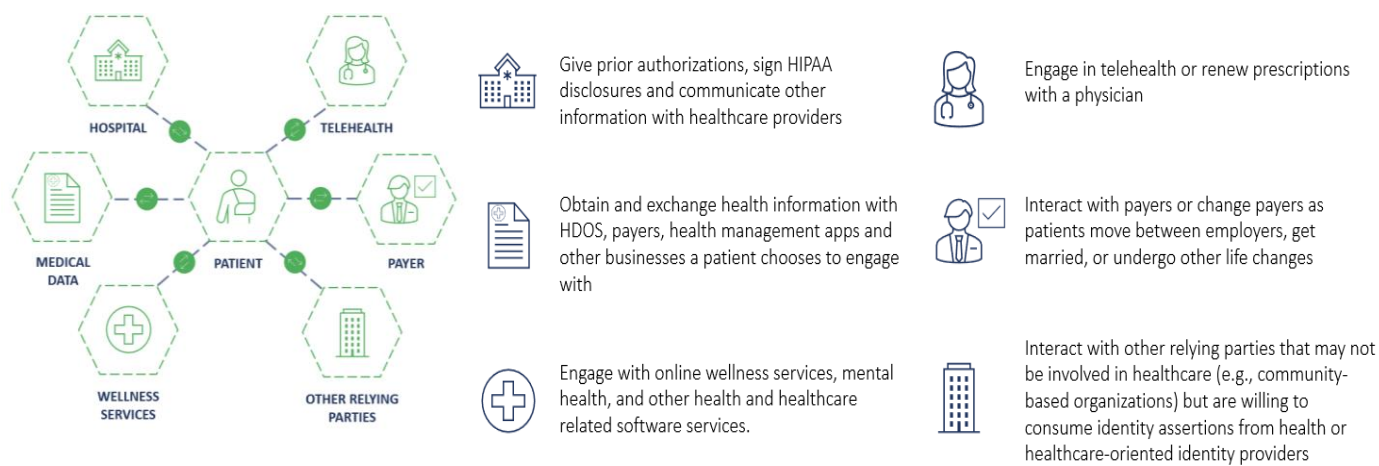 HOSPITAL
TELEHEALTH
MEDICAL
DATA
PATIENT
PAYER
WELLNESS
SERVICES
OTHER RELYING
PARTIES
Give prior authorizations, sign HIPAA
disclosures and communicate other
information with healthcare providers
Engage in telehealth or renew prescriptions
with a physician
Obtain and exchange health information with
HDOS, payers, health management apps and
other businesses a patient chooses to engage
with
Interact with payers or change payers as
patients move between employers, get
married, or undergo other life changes
Engage with online wellness services, mental
health, and other health and healthcare
related software services.
Interact with other relying parties that may not
be involved in healthcare (e.g., community-
based organizations) but are willing to
consume identity assertions from health or
healthcare-oriented identity providers